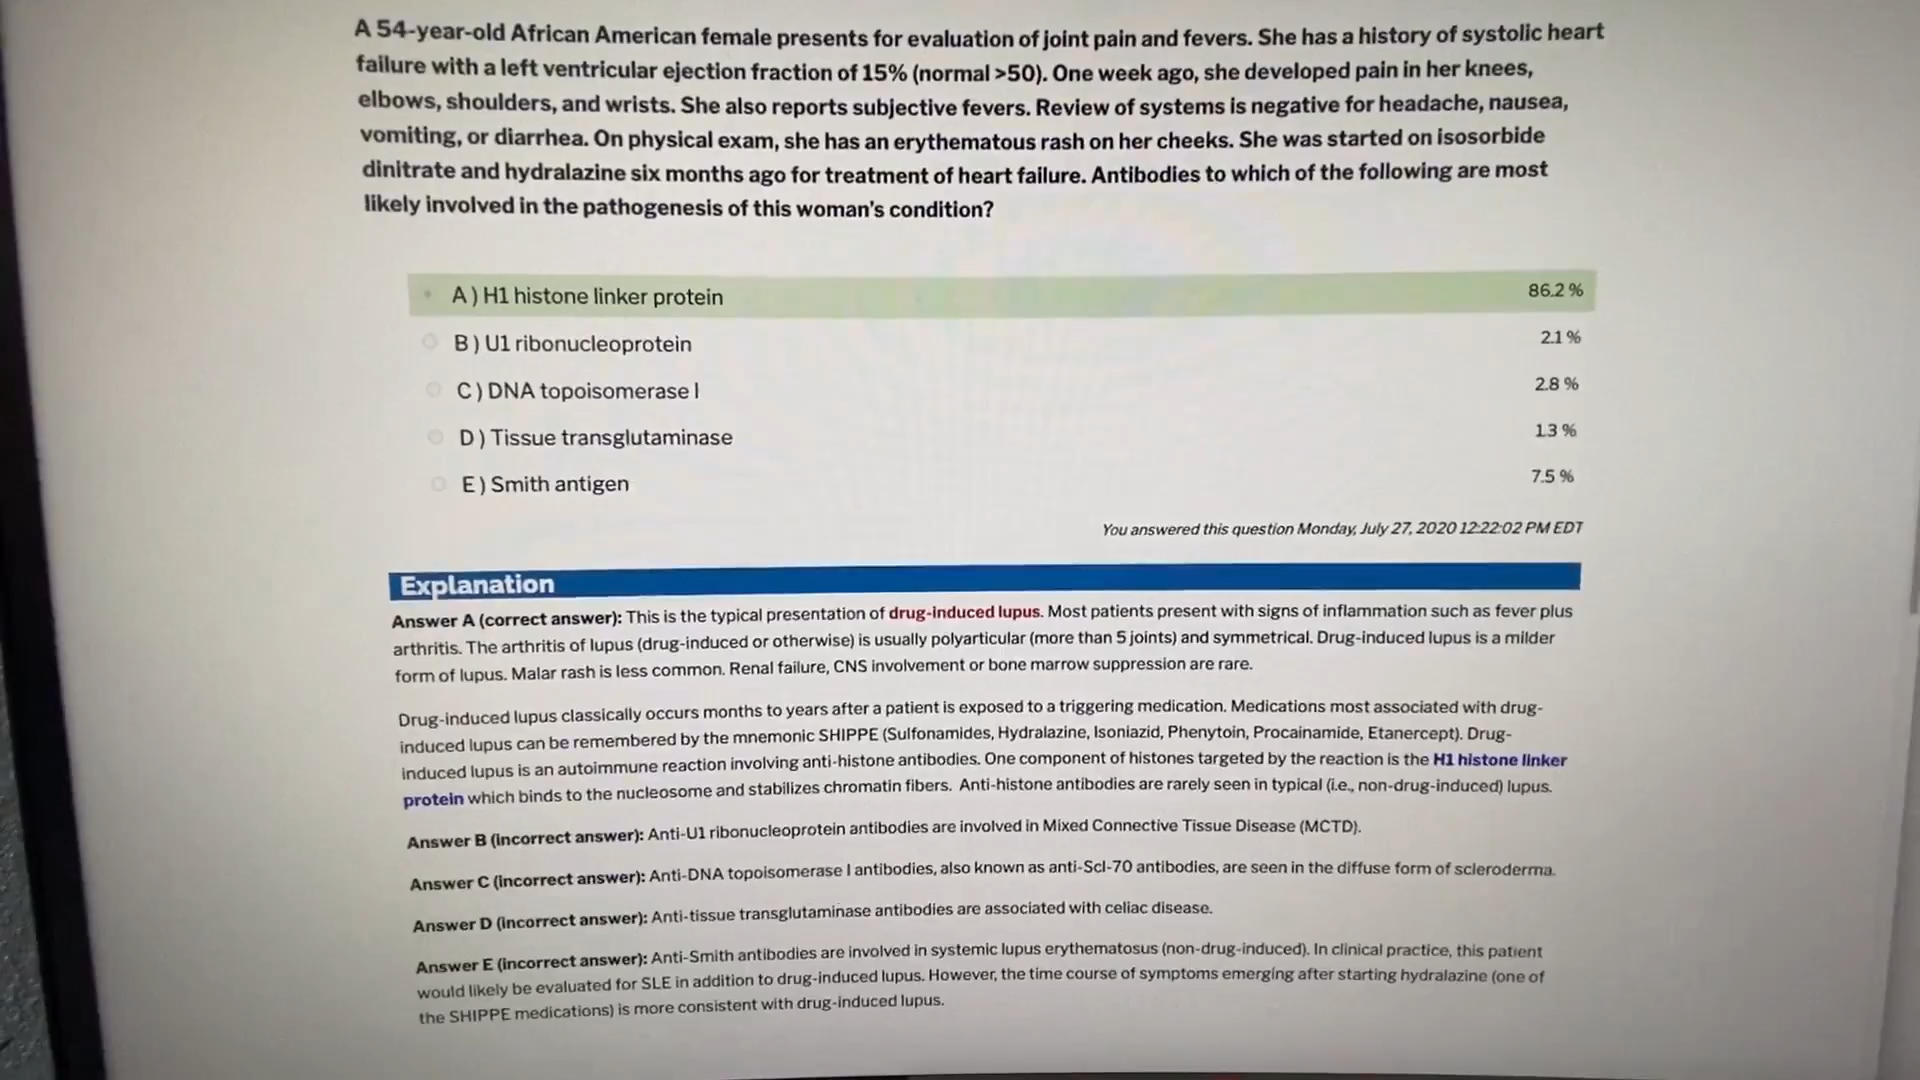 A 54-year-old African American female presents for evaluation of joint pain and fevers. She has a history of systolic heart
failure with a left ventricular ejection fraction of 15% (normal >50). One week ago, she developed pain in her knees,
elbows, shoulders, and wrists. She also reports subjective fevers. Review of systems is negative for headache, nausea,
vomiting, or diarrhea. On physical exam, she has an erythematous rash on her cheeks. She was started on isosorbide
dinitrate and hydralazine six months ago for treatment of heart failure. Antibodies to which of the following are most
likely involved in the pathogenesis of this woman's condition?
A ) H1 histone linker protein 86.2 %
B ) U1 ribonucleoprotein 2.1 %
C ) DNA topoisomerase I 2.8 %
D ) Tissue transglutaminase 1.3 %
E ) Smith antigen 7.5 %
You answered this question Monday, July 27, 2020 12:22:02 PM EDT
Explanation
Answer A (correct answer): This is the typical presentation of drug-induced lupus. Most patients present with signs of inflammation such as fever plus
arthritis. The arthritis of lupus (drug-induced or otherwise) is usually polyarticular (more than 5 joints) and symmetrical. Drug-induced lupus is a milder
form of lupus. Malar rash is less common. Renal failure, CNS involvement or bone marrow suppression are rare.
Drug-induced lupus classically occurs months to years after a patient is exposed to a triggering medication. Medications most associated with drug-
induced lupus can be remembered by the mnemonic SHIPPE (Sulfonamides, Hydralazine, Isoniazid, Phenytoin, Procainamide, Etanercept). Drug-
induced lupus is an autoimmune reaction involving anti-histone antibodies. One component of histones targeted by the reaction is the H1 histone linker
protein which binds to the nucleosome and stabilizes chromatin fibers. Anti-histone antibodies are rarely seen in typical (i.e., non-drug-induced) lupus.
Answer B (incorrect answer): Anti-U1 ribonucleoprotein antibodies are involved in Mixed Connective Tissue Disease (MCTD).
Answer C (incorrect answer): Anti-DNA topoisomerase I antibodies, also known as anti-Scl-70 antibodies, are seen in the diffuse form of scleroderma.
Answer D (incorrect answer): Anti-tissue transglutaminase antibodies are associated with celiac disease.
Answer E (incorrect answer): Anti-Smith antibodies are involved in systemic lupus erythematosus (non-drug-induced). In clinical practice, this patient
would likely be evaluated for SLE in addition to drug-induced lupus. However, the time course of symptoms emerging after starting hydralazine (one of
the SHIPPE medications) is more consistent with drug-induced lupus.